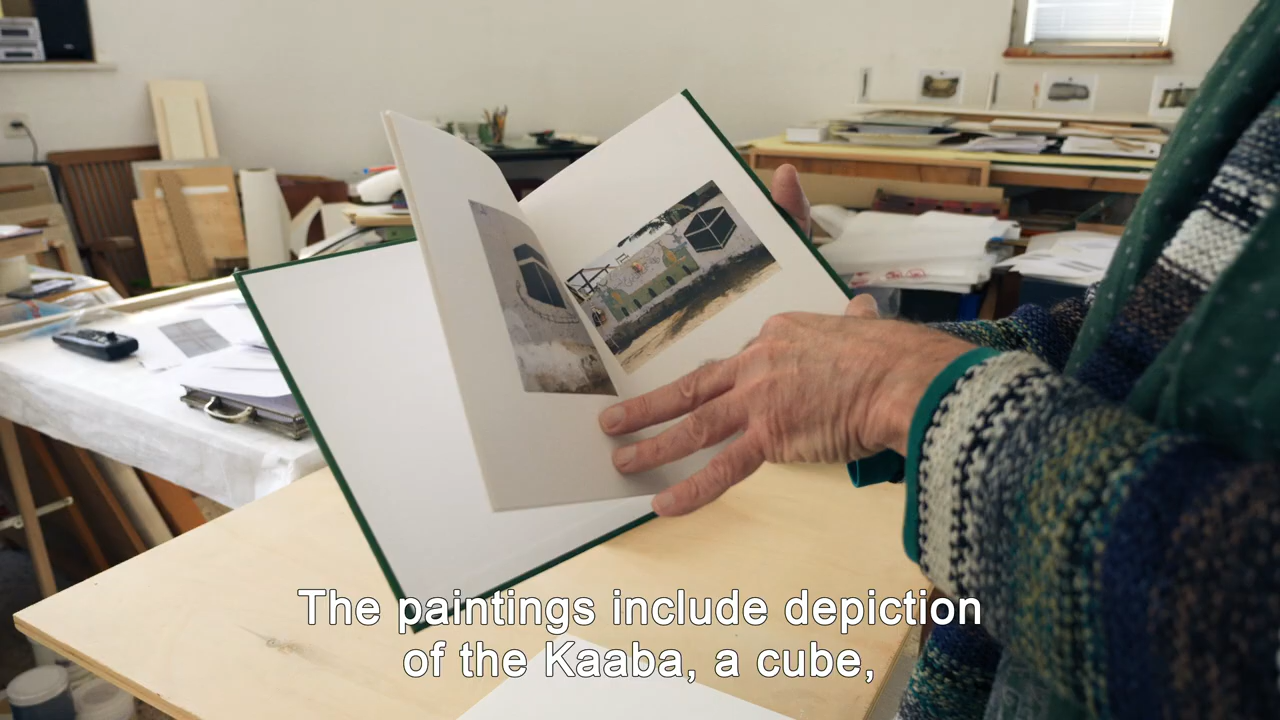 The paintings include depiction
of the Kaaba, a cube,